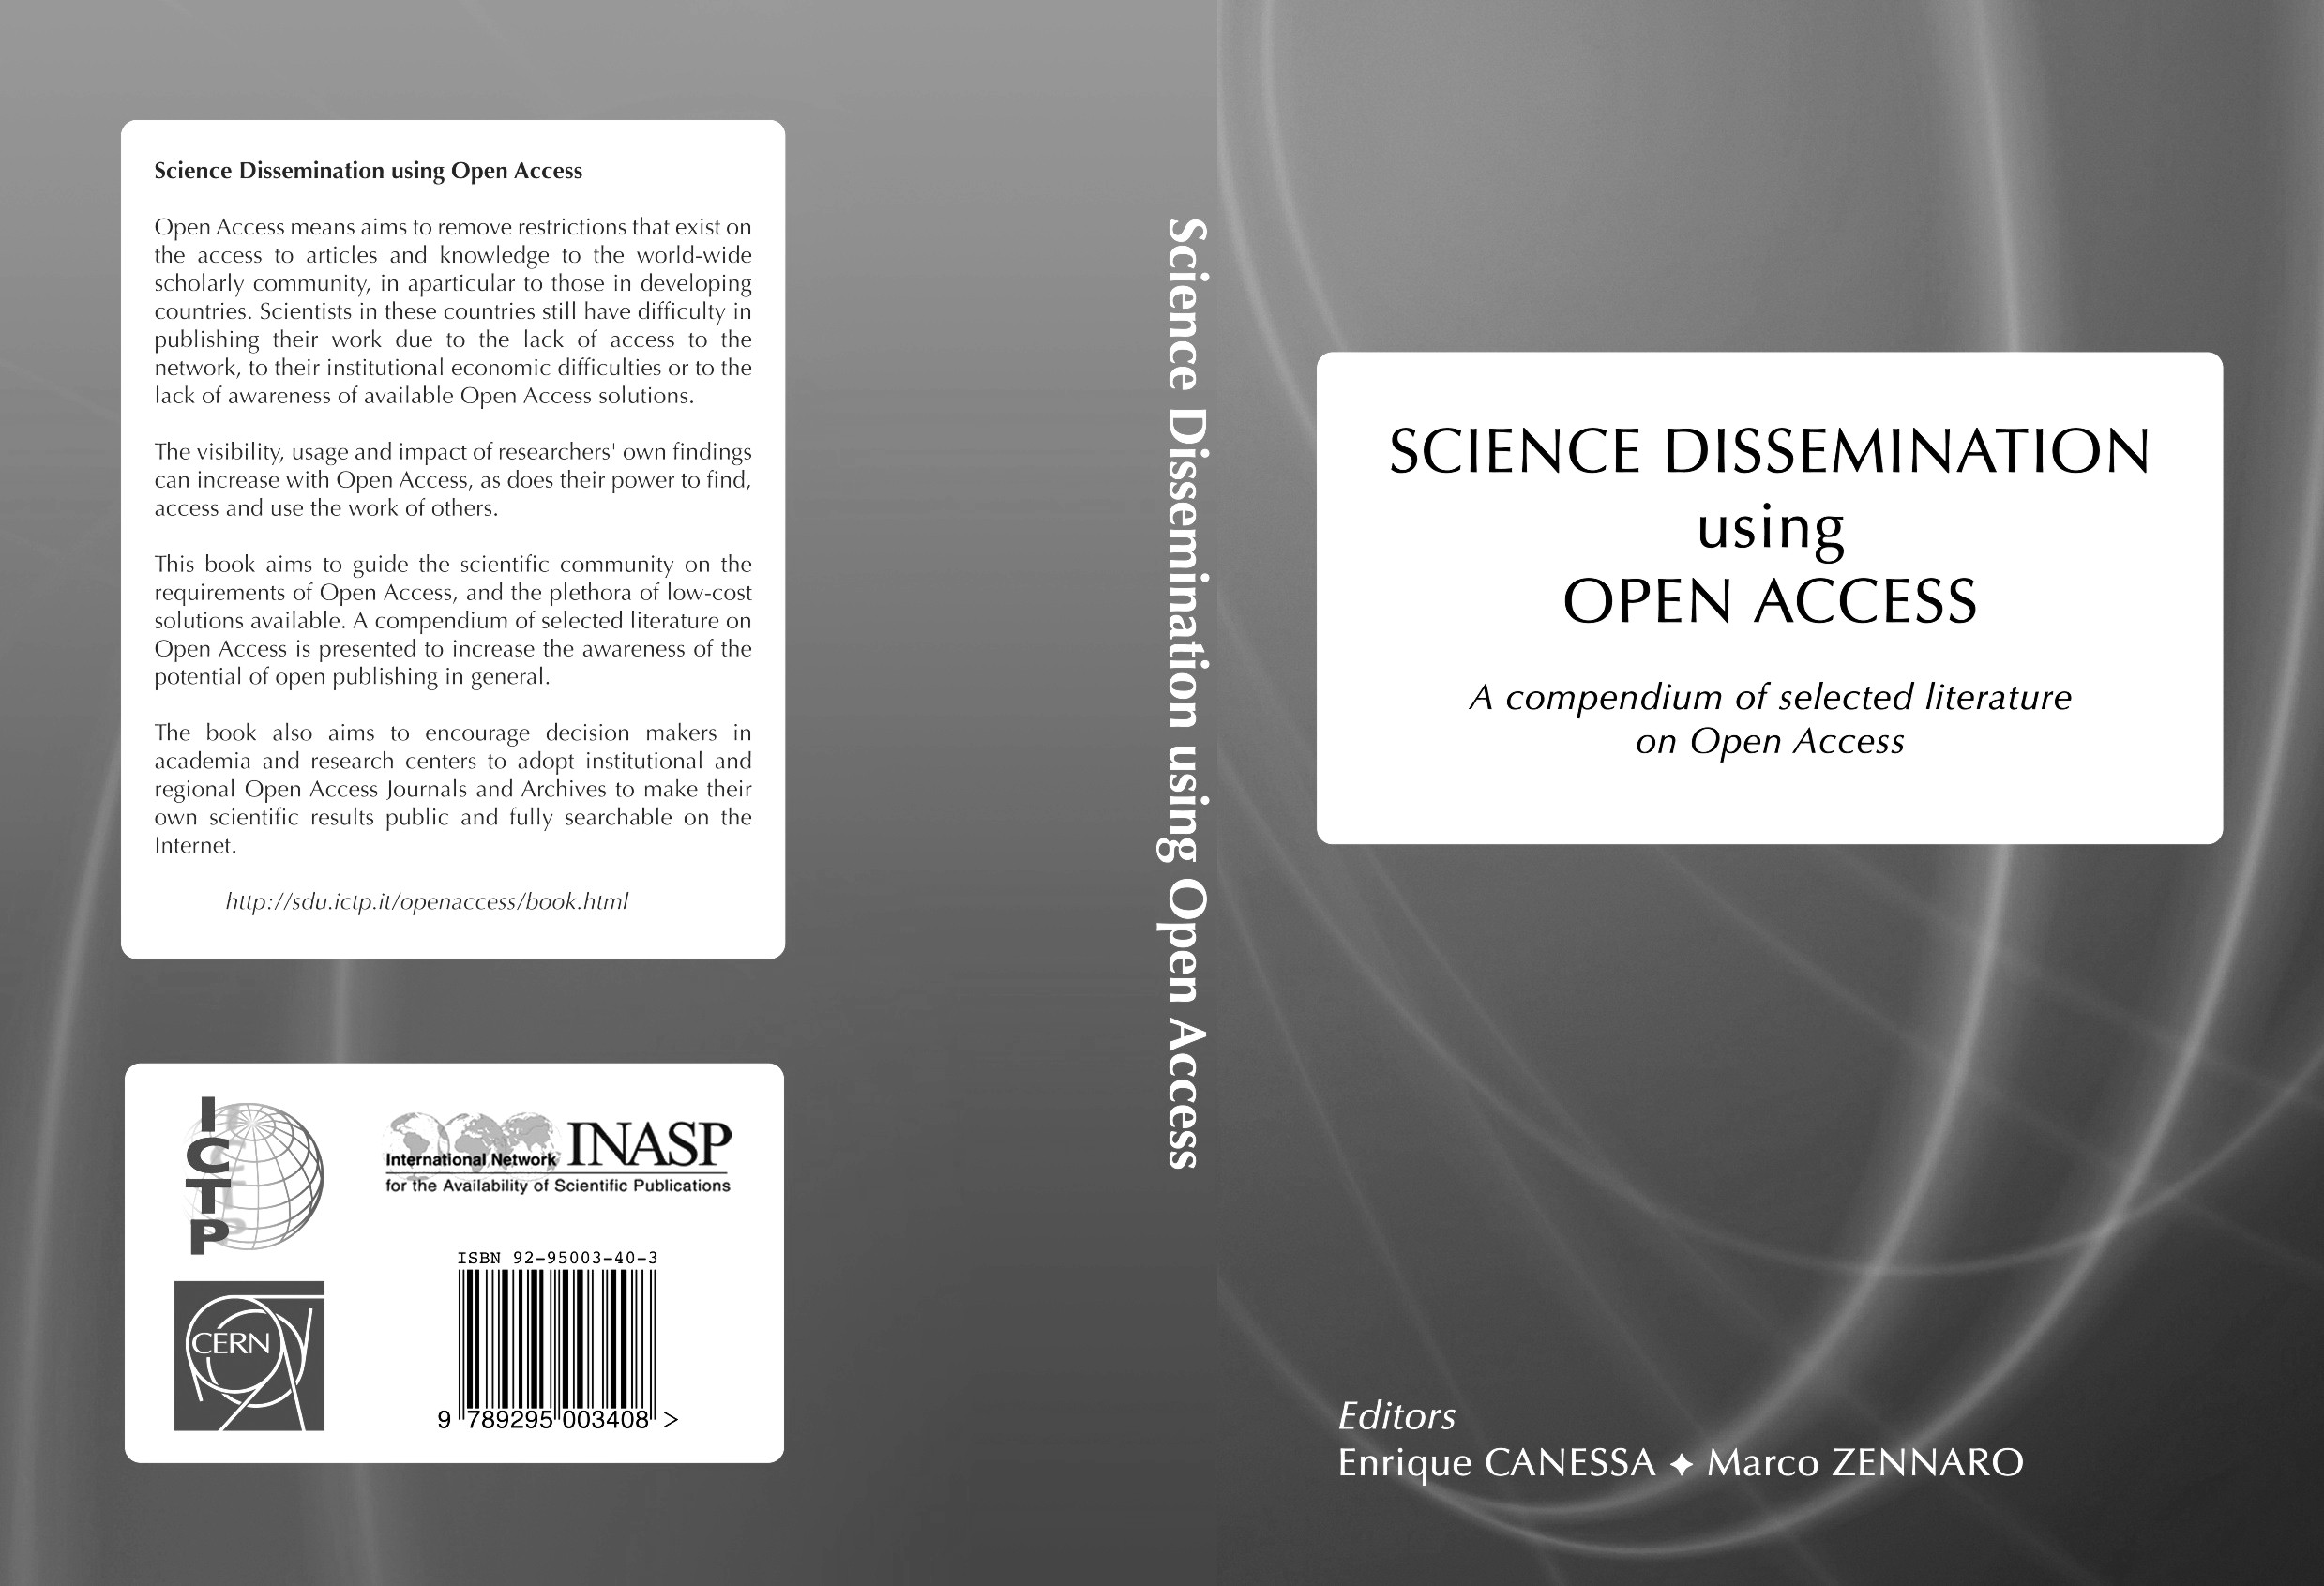 Science Dissemination using Open Access
Open Access means aims to remove restrictions that exist on
the access to articles and knowledge to the world-wide
scholarly community, in aparticular to those in developing
countries. Scientists in these countries still have difficulty in
publishing their work due to the lack of access to the
network, to their institutional economic difficulties or to the
lack of awareness of available Open Access solutions.
The visibility, usage and impact of researchers' own findings
can increase with Open Access, as does their power to find,
access and use the work of others.
This book aims to guide the scientific community on the
requirements of Open Access, and the plethora of low-cost
solutions available. A compendium of selected literature on
Open Access is presented to increase the awareness of the
potential of open publishing in general.
The book also aims to encourage decision makers in
academia and research centers to adopt institutional and
regional Open Access Journals and Archives to make their
own scientific results public and fully searchable on the
Internet.
http://sdu.ictp.it/openaccess/book.html
ICTP
International Network INASP
for the Availability of Scientific Publications
CERN
ISBN 92-95003-40-3
9 789295 003408 >
Science Dissemination using Open Access
SCIENCE DISSEMINATION
using
OPEN ACCESS
A compendium of selected literature
on Open Access
Editors
Enrique CANESSA ✦ Marco ZENNARO